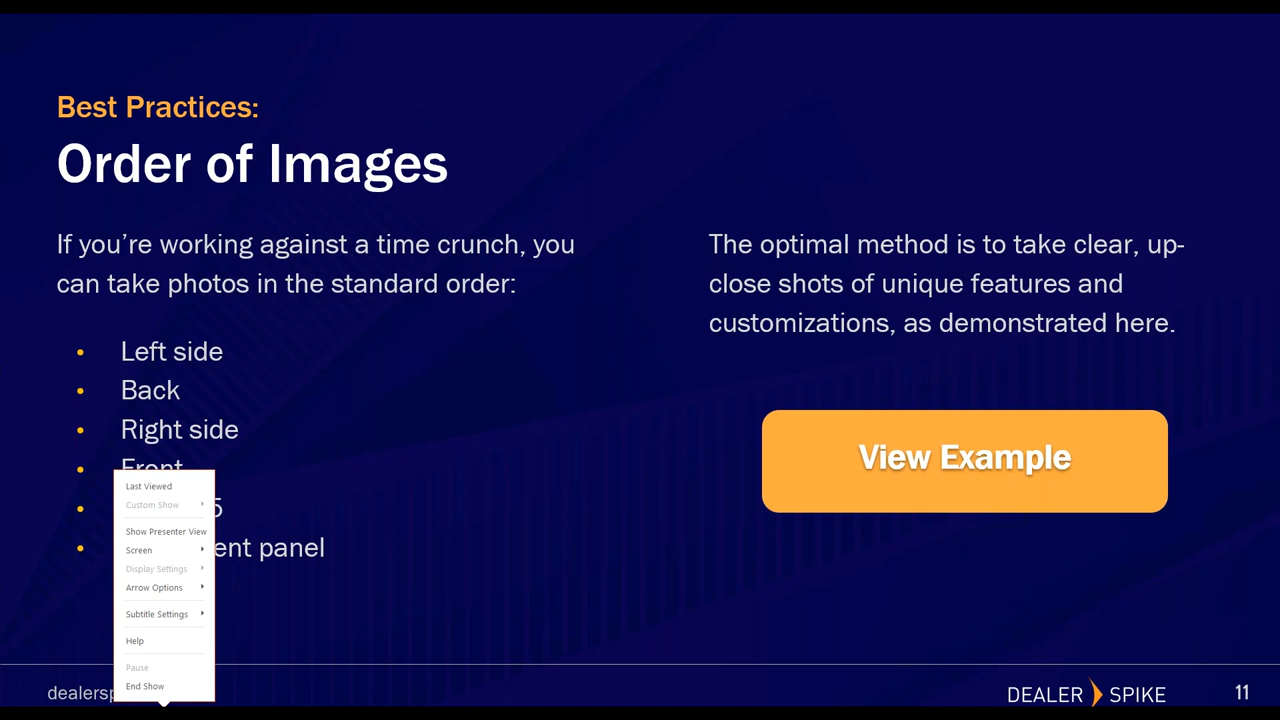 Best Practices:
Order of Images
If you’re working against a time crunch, you
can take photos in the standard order:
• Left side
• Back
• Right side
• Front
• 5
• ent panel
The optimal method is to take clear, up-
close shots of unique features and
customizations, as demonstrated here.
View Example
Last Viewed
Custom Show
Show Presenter View
Screen
Display Settings
Arrow Options
Subtitle Settings
Help
Pause
End Show
dealersp
DEALER SPIKE
11